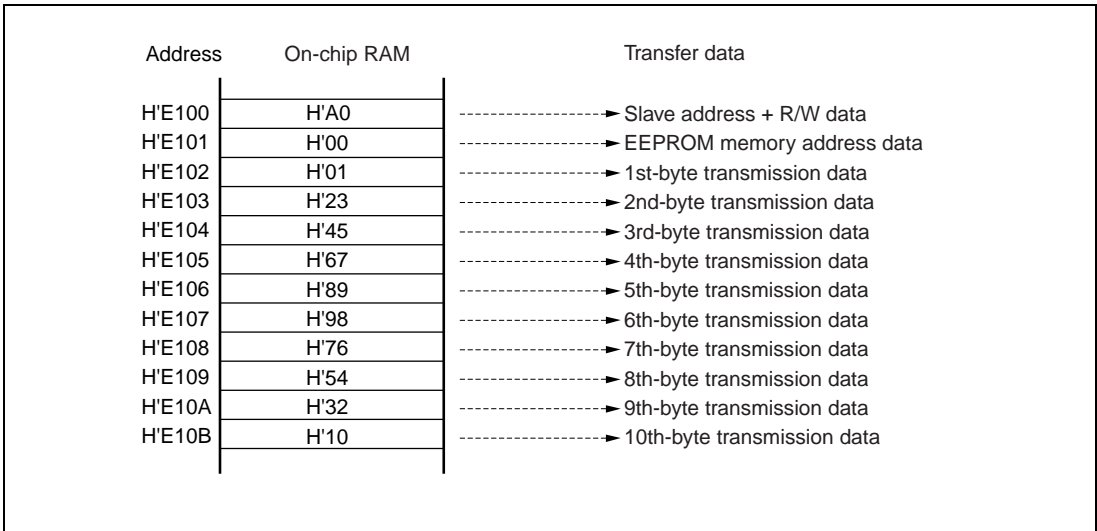 Address On-chip RAM Transfer data
H'E100 H'A0 Slave address + R/W data
H'E101 H'00 EEPROM memory address data
H'E102 H'01 1st-byte transmission data
H'E103 H'23 2nd-byte transmission data
H'E104 H'45 3rd-byte transmission data
H'E105 H'67 4th-byte transmission data
H'E106 H'89 5th-byte transmission data
H'E107 H'98 6th-byte transmission data
H'E108 H'76 7th-byte transmission data
H'E109 H'54 8th-byte transmission data
H'E10A H'32 9th-byte transmission data
H'E10B H'10 10th-byte transmission data